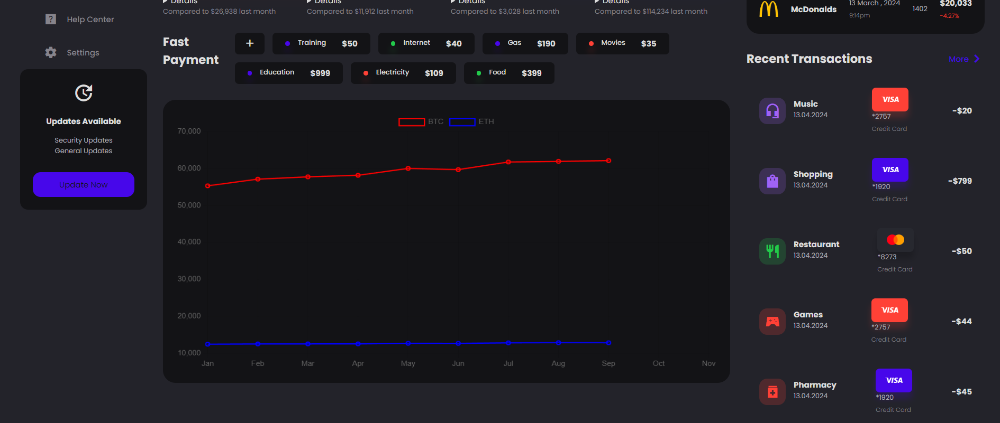 Help Center
Settings
Updates Available
Security Updates
General Updates
Update Now
Details
Compared to $26,938 last month
Details
Compared to $11,912 last month
Details
Compared to $3,028 last month
Details
Compared to $114,234 last month
Fast
Payment
+
Training $50
Internet $40
Gas $190
Movies $35
Education $999
Electricity $109
Food $399
BTC ETH
70,000
60,000
50,000
40,000
30,000
20,000
10,000
Jan Feb Mar Apr May Jun Jul Aug Sep Oct Nov
McDonalds
13 March , 2024
9:14pm
1402
$20,033
-4.27%
Recent Transactions
More
Music
13.04.2024
VISA
*2757
Credit Card
-$20
Shopping
13.04.2024
VISA
*1920
Credit Card
-$799
Restaurant
13.04.2024
*8273
Credit Card
-$50
Games
13.04.2024
VISA
*2757
Credit Card
-$44
Pharmacy
13.04.2024
VISA
*1920
Credit Card
-$45